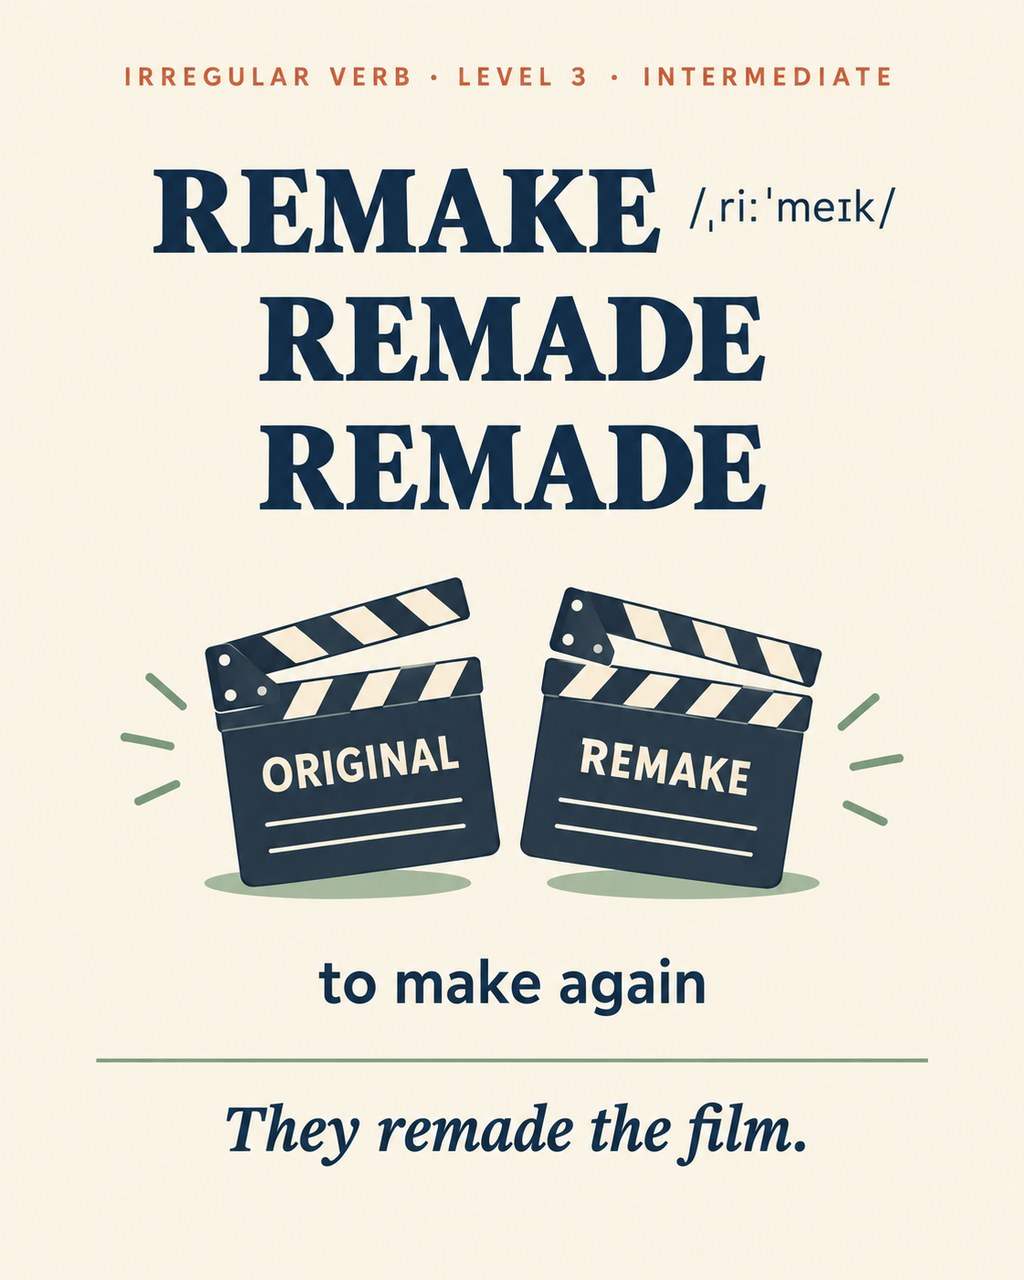 IRREGULAR VERB • LEVEL 3 • INTERMEDIATE
REMAKE /ˌriːˈmeɪk/
REMADE
REMADE
ORIGINAL
REMAKE
to make again
They remade the film.